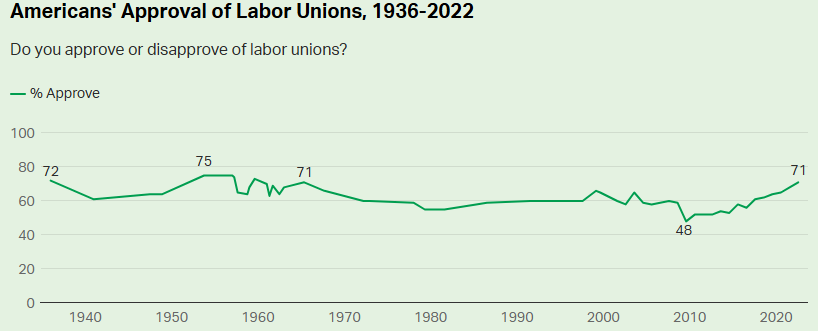 Americans' Approval of Labor Unions, 1936-2022
Do you approve or disapprove of labor unions?
% Approve
100
80
60
40
20
0
72
75
71
48
71
1940 1950 1960 1970 1980 1990 2000 2010 2020